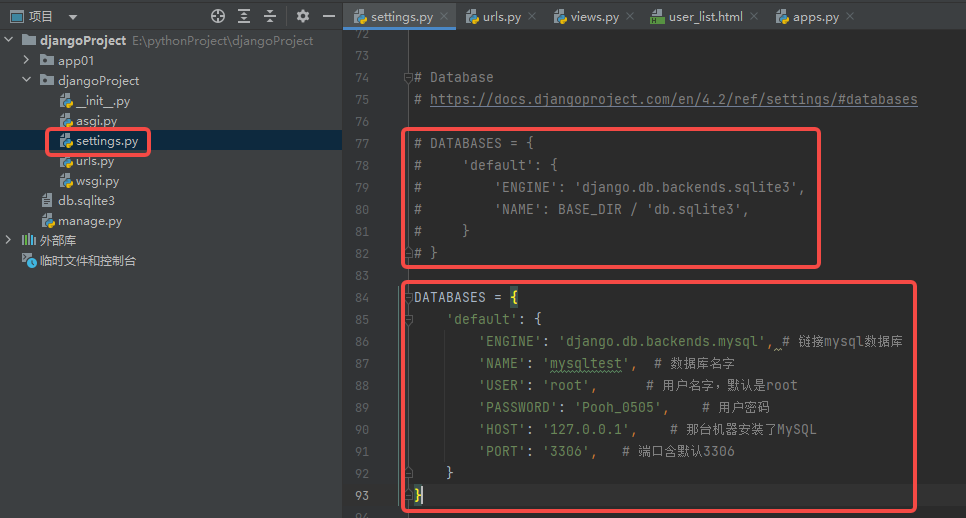 项目
djangoProject E:\pythonProject\djangoProject
app01
djangoProject
__init__.py
asgi.py
settings.py
urls.py
wsgi.py
db.sqlite3
manage.py
外部库
临时文件和控制台
settings.py
urls.py
views.py
user_list.html
apps.py
72
73
74 # Database
75 # https://docs.djangoproject.com/en/4.2/ref/settings/#databases
76
77 # DATABASES = {
78 #     'default': {
79 #         'ENGINE': 'django.db.backends.sqlite3',
80 #         'NAME': BASE_DIR / 'db.sqlite3',
81 #     }
82 # }
83
84 DATABASES = {
85     'default': {
86         'ENGINE': 'django.db.backends.mysql', # 链接mysql数据库
87         'NAME': 'mysqltest',  # 数据库名字
88         'USER': 'root',      # 用户名字，默认是root
89         'PASSWORD': 'Pooh_0505',    # 用户密码
90         'HOST': '127.0.0.1',    # 那台机器安装了MySQL
91         'PORT': '3306',   # 端口含默认3306
92     }
93 }
94